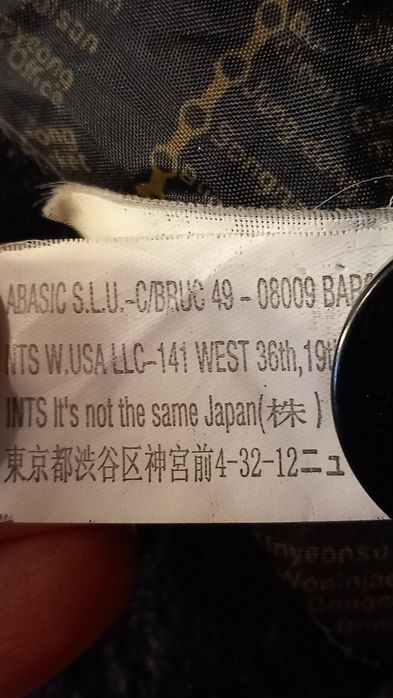 Office
ABASIC S.L.U.-C/BRUC 49 - 08009 BAR
NTS W.USA LLC-141 WEST 36th,19t
INTS It's not the same Japan(株)
東京都渋谷区神宮前4-32-12ニュ